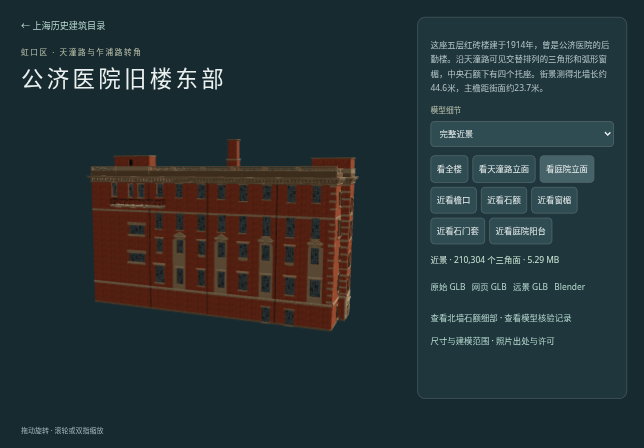 ← 上海历史建筑目录
虹口区 · 天潼路与乍浦路转角
公济医院旧楼东部
这座五层红砖楼建于1914年，曾是公济医院的后
勤楼。沿天潼路可见交替排列的三角形和弧形窗
楣，中央石额下有四个托座。街景测得北墙长约
44.6米，主檐距街面约23.7米。
模型细节
完整近景
看全楼 看天潼路立面 看庭院立面
近看檐口 近看石额 近看窗楣
近看石门套 近看庭院阳台
近景 · 210,304 个三角面 · 5.29 MB
原始 GLB 网页 GLB 远景 GLB Blender
查看北墙石额细部 · 查看模型核验记录
尺寸与建模范围 · 照片出处与许可
拖动旋转 · 滚轮或双指缩放